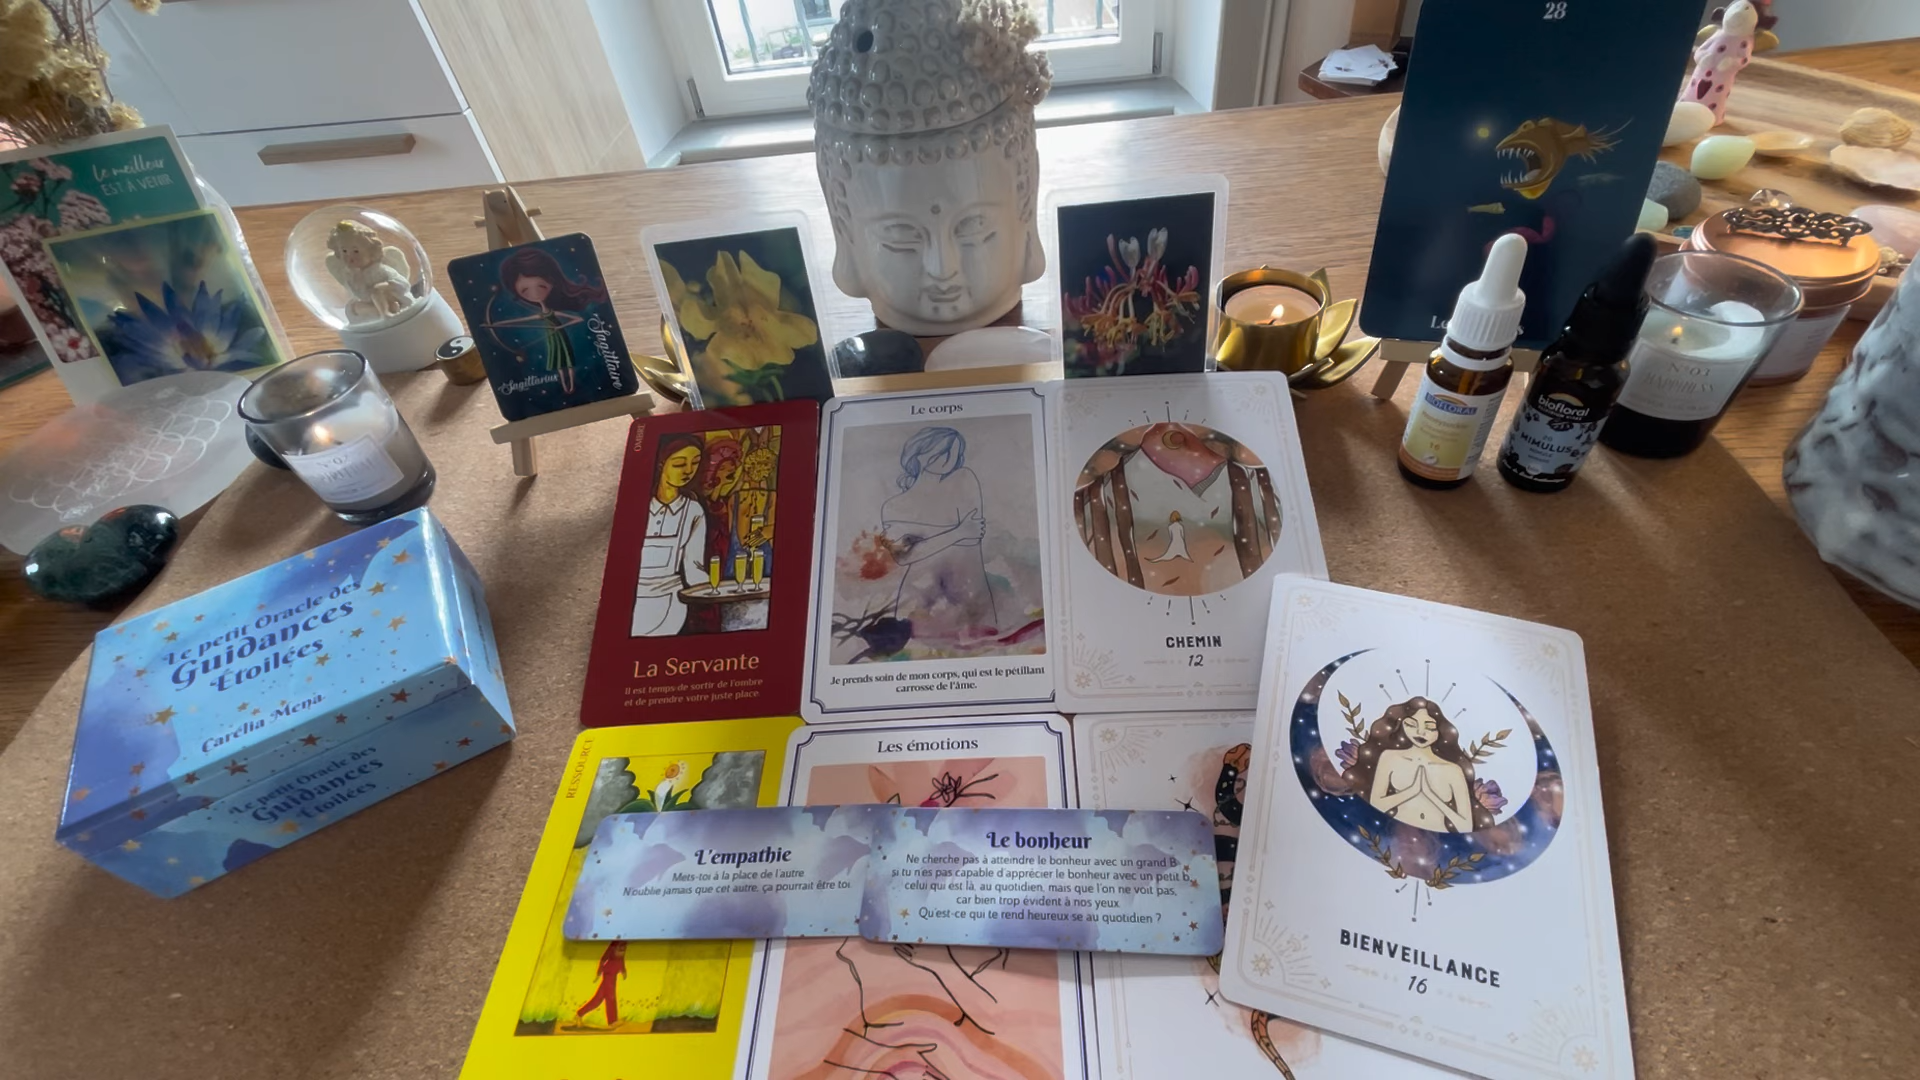 28
le meilleur
EST À VENIR
Sagittarius
Sagittaire
BIOFLORAL
16
biofloral
20
MIMULUS
N°03
HAPPINESS
OMBRE
La Servante
Il est temps de sortir de l'ombre
et de prendre votre juste place.
Le corps
Je prends soin de mon corps, qui est le pétillant
carrosse de l'âme.
CHEMIN
12
Le petit Oracle des
Guidances
Étoilées
Carélia Mena
Le petit Oracle des
Guidances
Étoilées
RESSOURCE
Les émotions
L'empathie
Mets-toi à la place de l'autre.
N'oublie jamais que cet autre, ça pourrait être toi.
Le bonheur
Ne cherche pas à atteindre le bonheur avec un grand B
si tu n'es pas capable d'apprécier le bonheur avec un petit b,
celui qui est là, au quotidien, mais que l'on ne voit pas,
car bien trop évident à nos yeux.
Qu'est-ce qui te rend heureux se au quotidien ?
BIENVEILLANCE
16